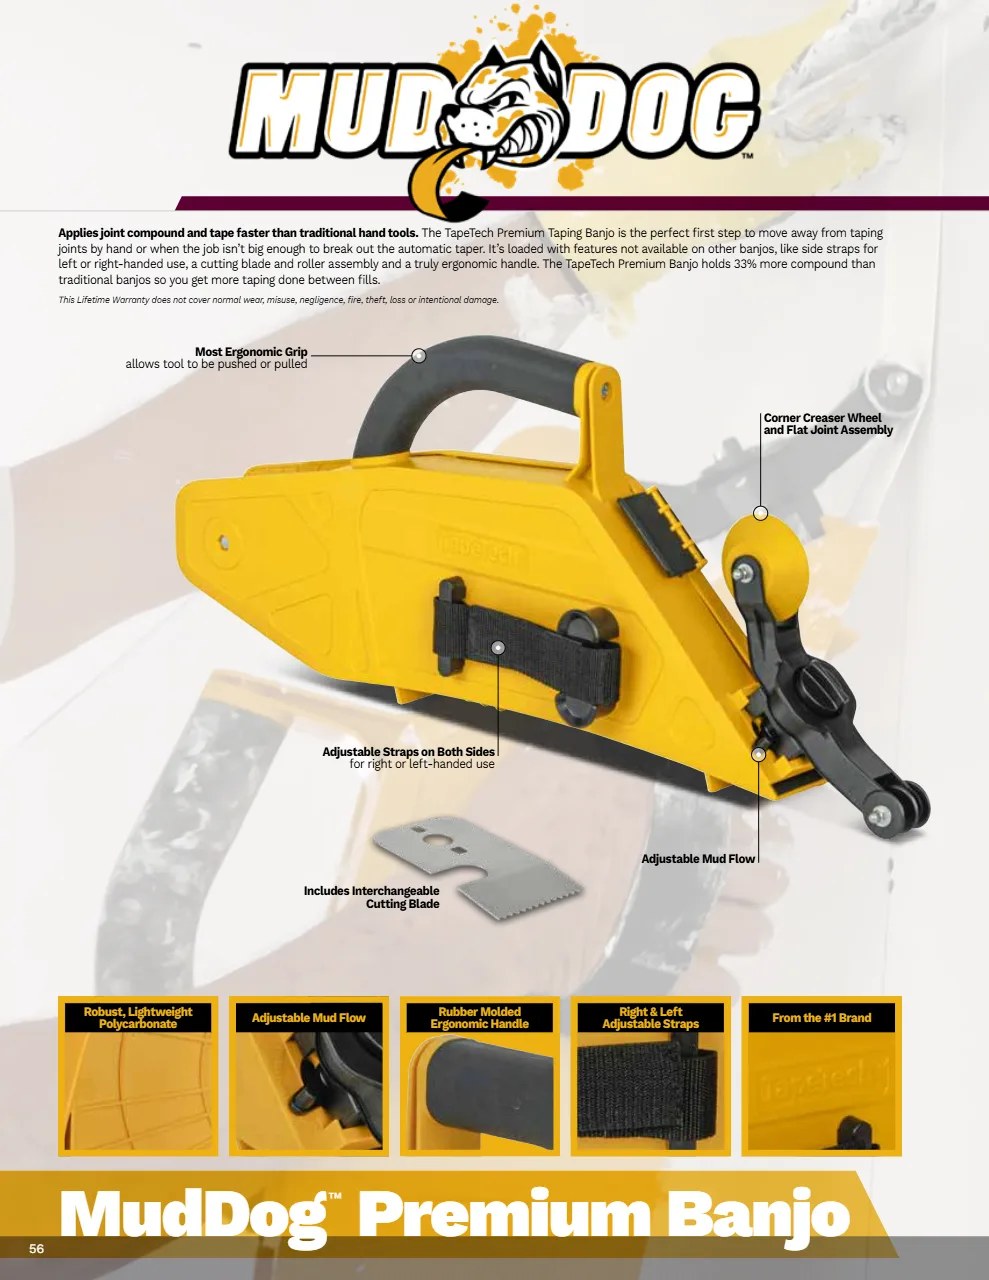 MUD DOG™
Applies joint compound and tape faster than traditional hand tools. The TapeTech Premium Taping Banjo is the perfect first step to move away from taping
joints by hand or when the job isn't big enough to break out the automatic taper. It's loaded with features not available on other banjos, like side straps for
left or right-handed use, a cutting blade and roller assembly and a truly ergonomic handle. The TapeTech Premium Banjo holds 33% more compound than
traditional banjos so you get more taping done between fills.
This Lifetime Warranty does not cover normal wear, misuse, negligence, fire, theft, loss or intentional damage.
Most Ergonomic Grip
allows tool to be pushed or pulled
Corner Creaser Wheel
and Flat Joint Assembly
TapeTech
Adjustable Straps on Both Sides
for right or left-handed use
Adjustable Mud Flow
Includes Interchangeable
Cutting Blade
Robust, Lightweight
Polycarbonate
Adjustable Mud Flow
Rubber Molded
Ergonomic Handle
Right & Left
Adjustable Straps
From the #1 Brand
TapeTech
MudDog™ Premium Banjo
56